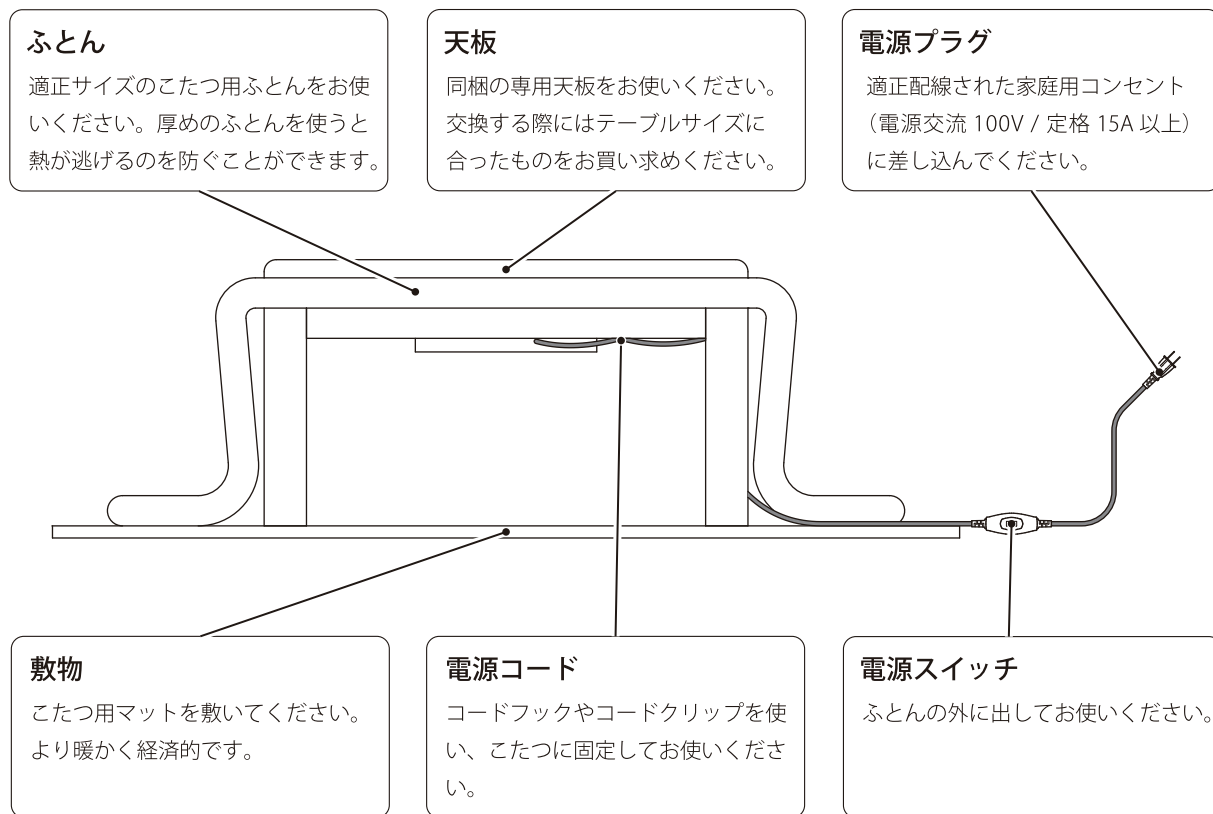 ふとん
適正サイズのこたつ用ふとんをお使
いください。厚めのふとんを使うと
熱が逃げるのを防ぐことができます。
天板
同梱の専用天板をお使いください。
交換する際にはテーブルサイズに
合ったものをお買い求めください。
電源プラグ
適正配線された家庭用コンセント
（電源交流 100V / 定格 15A 以上）
に差し込んでください。
敷物
こたつ用マットを敷いてください。
より暖かく経済的です。
電源コード
コードフックやコードクリップを使
い、こたつに固定してお使いくださ
い。
電源スイッチ
ふとんの外に出してお使いください。